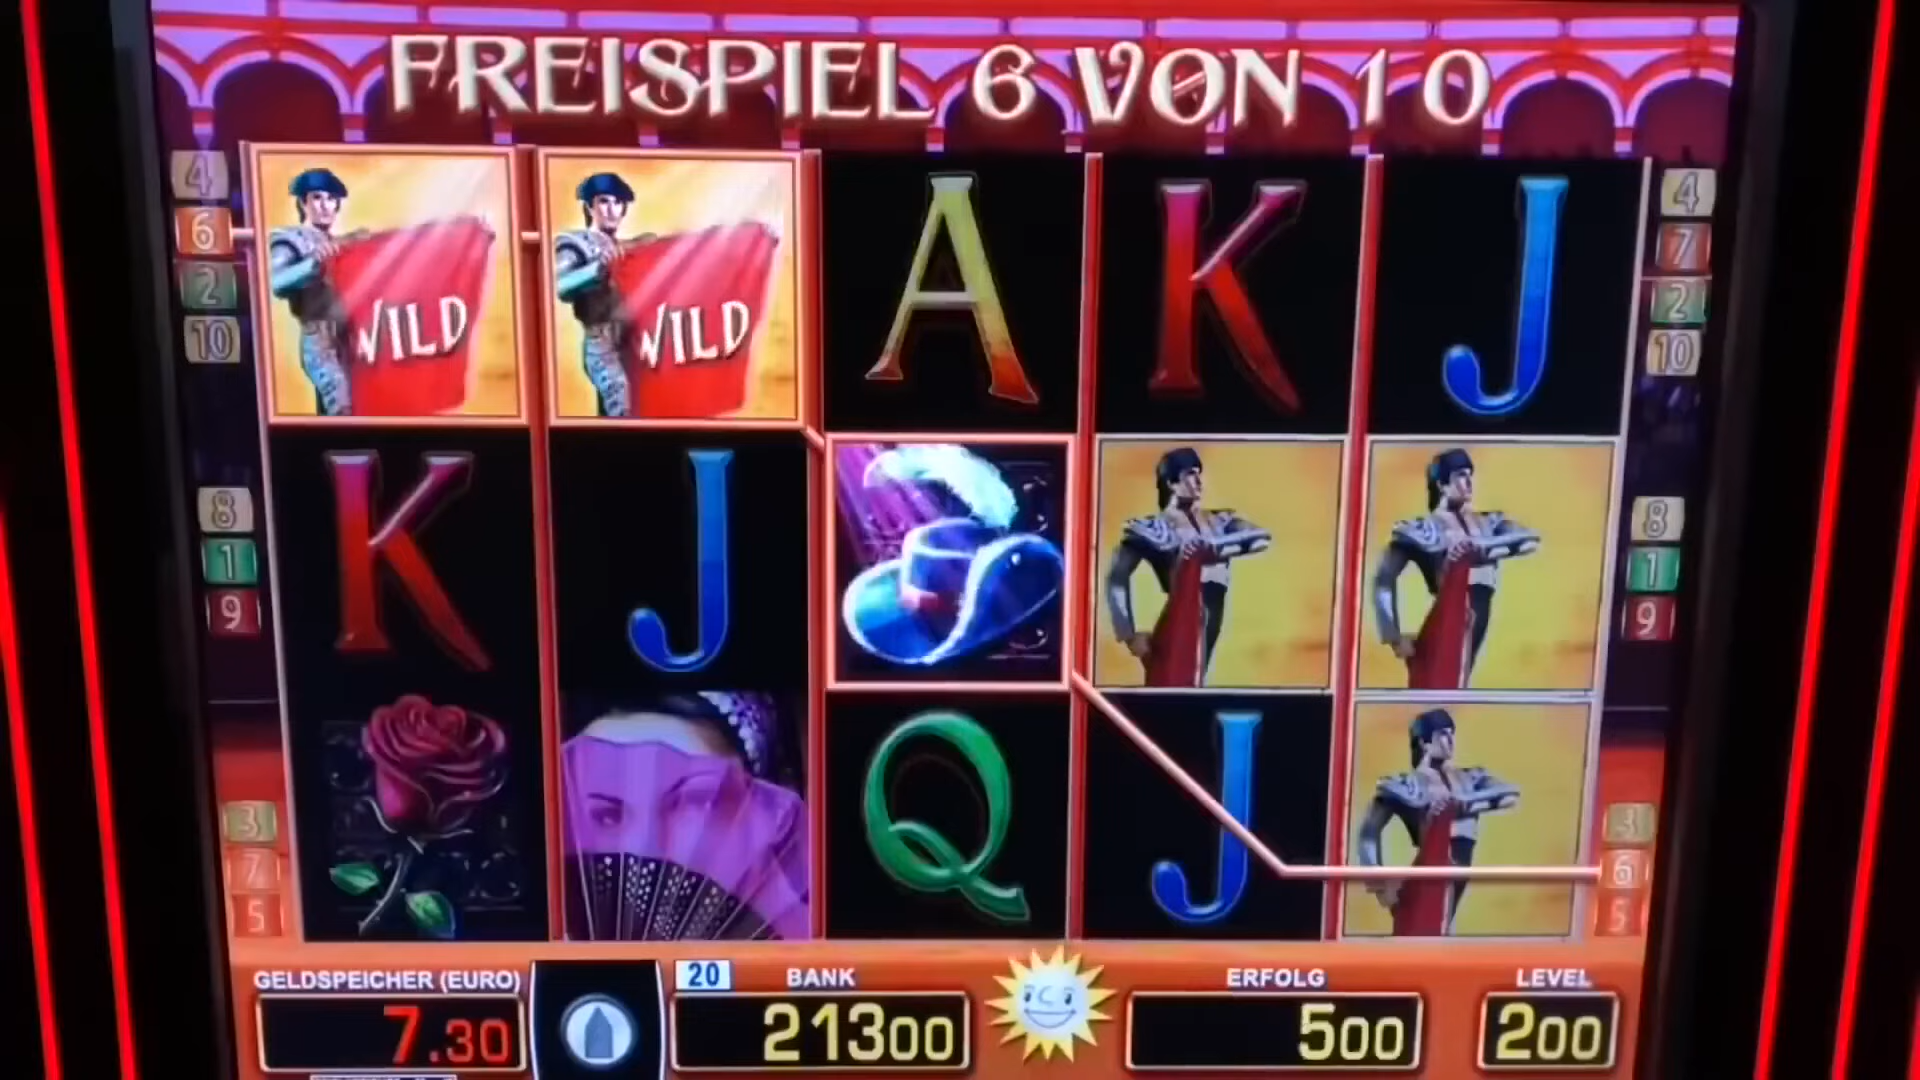 FREISPIEL 6 VON 10
4
6
2
10
8
1
9
3
7
5
WILD
WILD
A
K
J
K
J
Q
J
4
7
2
10
8
1
9
3
6
5
GELDSPEICHER (EURO)
7.30
20
BANK
21300
ERFOLG
500
LEVEL
200